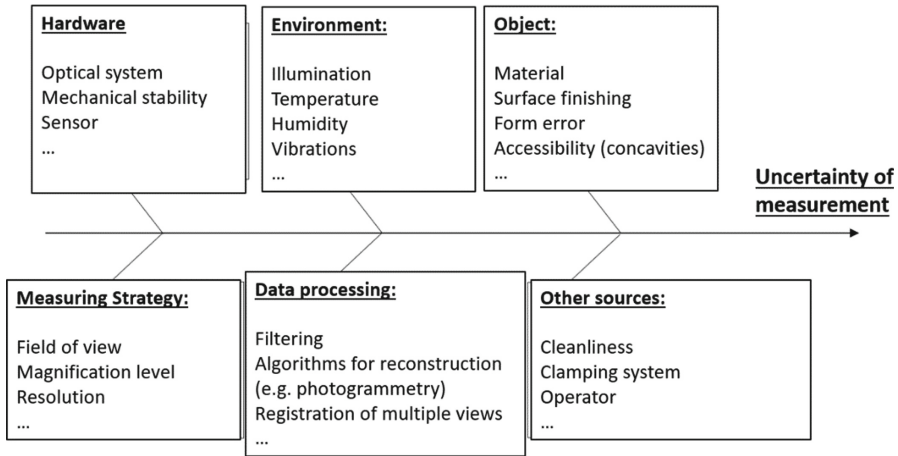 Hardware
Optical system
Mechanical stability
Sensor
...
Environment:
Illumination
Temperature
Humidity
Vibrations
...
Object:
Material
Surface finishing
Form error
Accessibility (concavities)
...
Uncertainty of
measurement
Measuring Strategy:
Field of view
Magnification level
Resolution
...
Data processing:
Filtering
Algorithms for reconstruction
(e.g. photogrammetry)
Registration of multiple views
...
Other sources:
Cleanliness
Clamping system
Operator
...